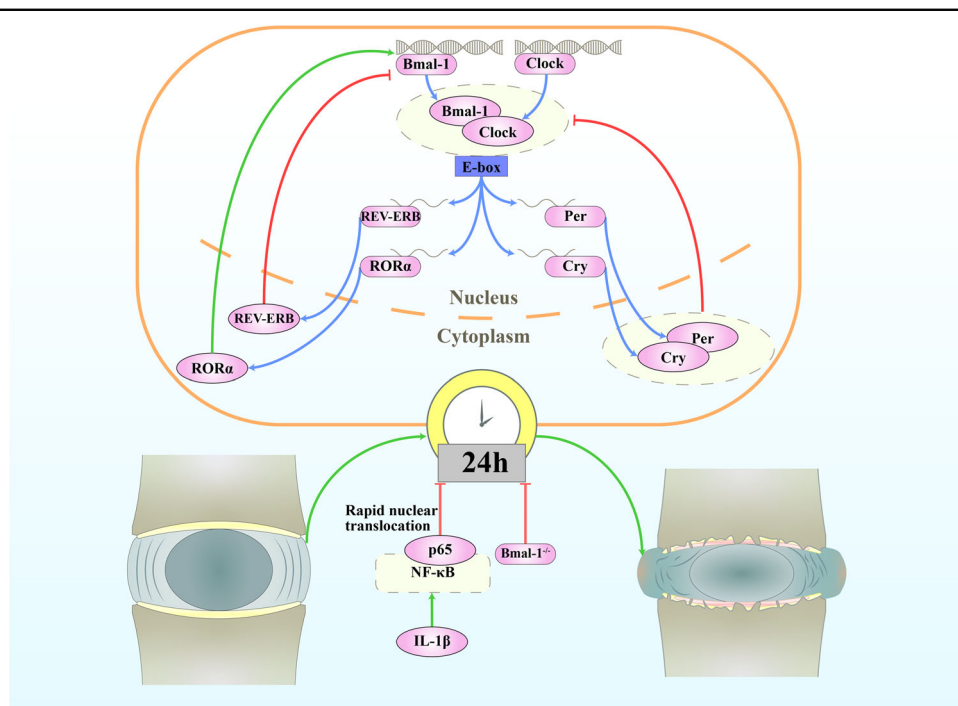 Bmal-1
Clock
Bmal-1
Clock
E-box
REV-ERB
Per
RORα
Cry
Nucleus
REV-ERB
Cytoplasm
Per
Cry
RORα
24h
Rapid nuclear
translocation
p65
Bmal-1⁻/⁻
NF-κB
IL-1β